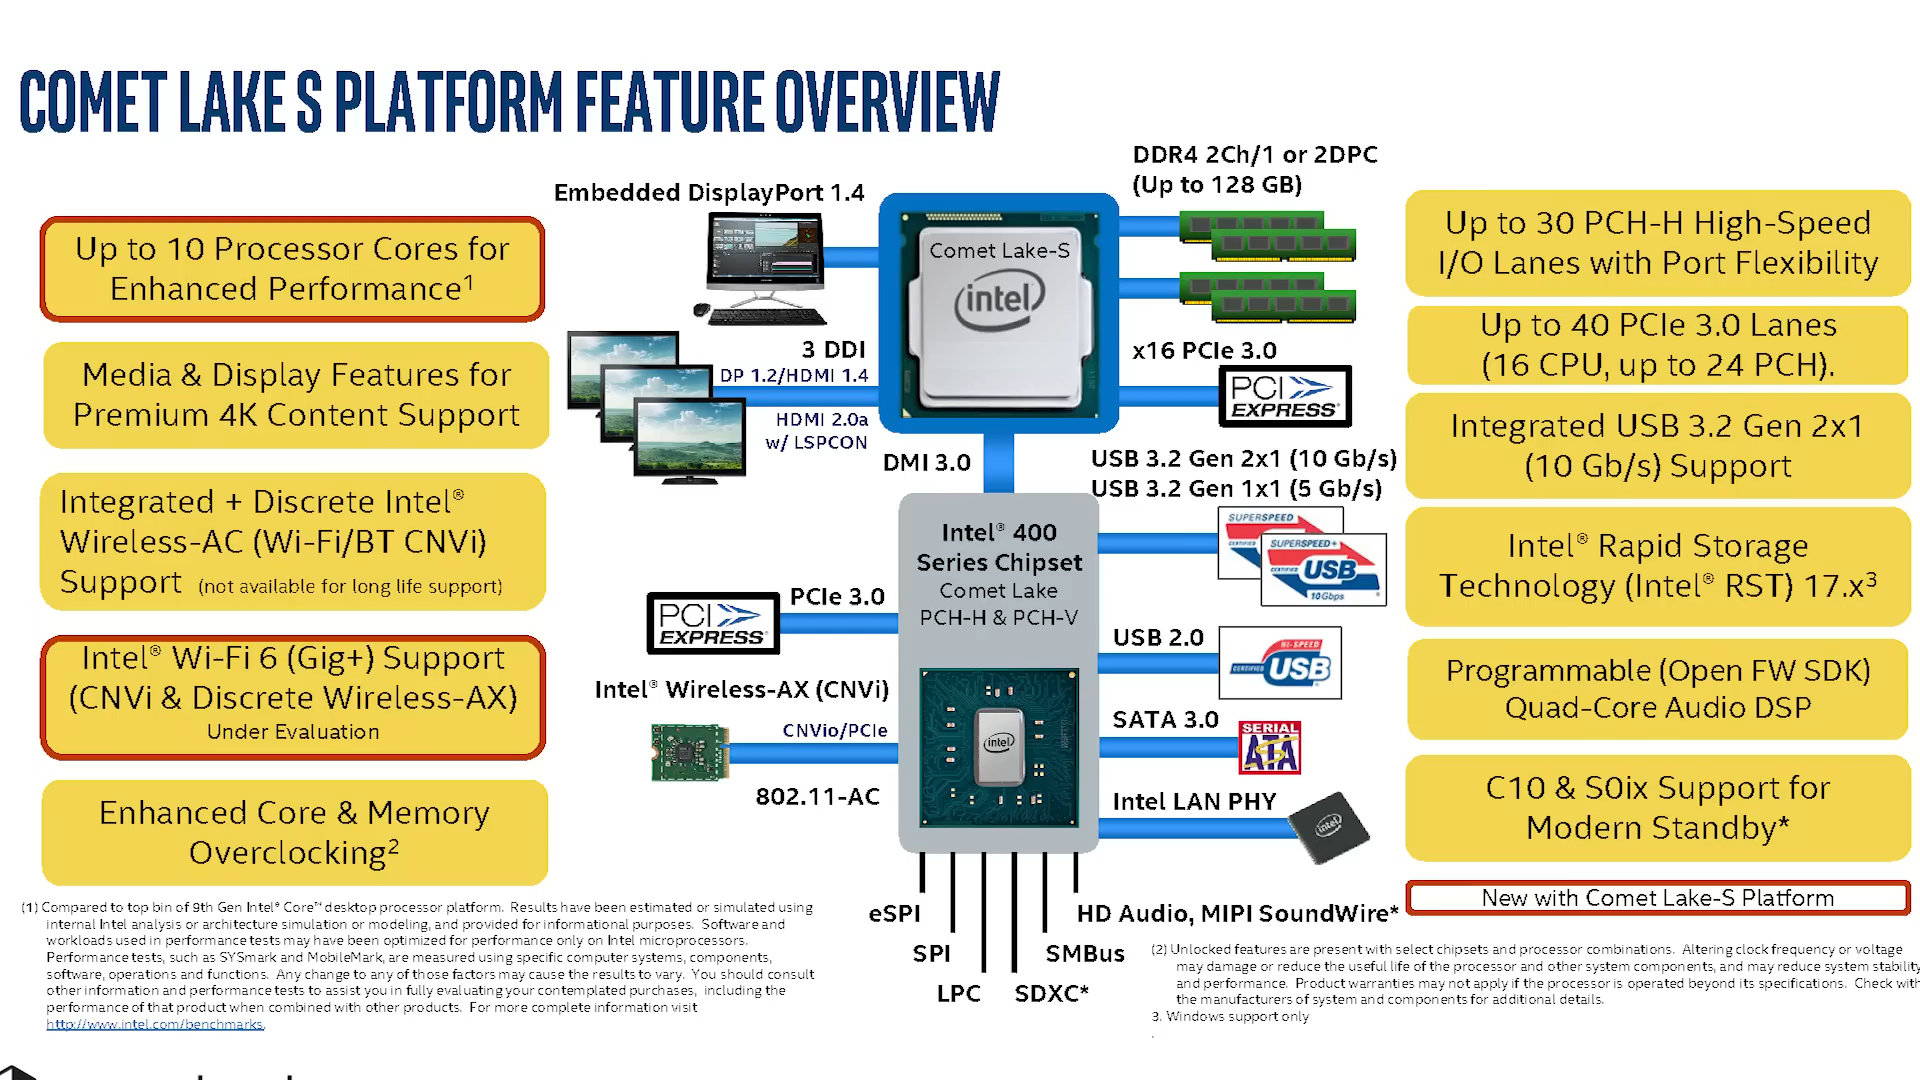 COMET LAKE S PLATFORM FEATURE OVERVIEW
Up to 10 Processor Cores for
Enhanced Performance¹
Media & Display Features for
Premium 4K Content Support
Integrated + Discrete Intel®
Wireless-AC (Wi-Fi/BT CNVi)
Support (not available for long life support)
Intel® Wi-Fi 6 (Gig+) Support
(CNVi & Discrete Wireless-AX)
Under Evaluation
Enhanced Core & Memory
Overclocking²
Embedded DisplayPort 1.4
3 DDI
DP 1.2/HDMI 1.4
HDMI 2.0a
w/ LSPCON
Comet Lake-S
intel
DMI 3.0
DDR4 2Ch/1 or 2DPC
(Up to 128 GB)
x16 PCIe 3.0
PCI
EXPRESS®
Intel® 400
Series Chipset
Comet Lake
PCH-H & PCH-V
intel
PCIe 3.0
PCI
EXPRESS®
Intel® Wireless-AX (CNVi)
CNVio/PCIe
802.11-AC
USB 3.2 Gen 2x1 (10 Gb/s)
USB 3.2 Gen 1x1 (5 Gb/s)
SUPERSPEED
CERTIFIED
SUPERSPEED+
CERTIFIED USB
10Gbps
USB 2.0
HI-SPEED
CERTIFIED USB
SATA 3.0
SERIAL
ATA
Intel LAN PHY
intel
eSPI
SPI
LPC
SDXC*
SMBus
HD Audio, MIPI SoundWire*
Up to 30 PCH-H High-Speed
I/O Lanes with Port Flexibility
Up to 40 PCIe 3.0 Lanes
(16 CPU, up to 24 PCH).
Integrated USB 3.2 Gen 2x1
(10 Gb/s) Support
Intel® Rapid Storage
Technology (Intel® RST) 17.x³
Programmable (Open FW SDK)
Quad-Core Audio DSP
C10 & S0ix Support for
Modern Standby*
New with Comet Lake-S Platform
(1) Compared to top bin of 9th Gen Intel® Core™ desktop processor platform. Results have been estimated or simulated using
internal Intel analysis or architecture simulation or modeling, and provided for informational purposes. Software and
workloads used in performance tests may have been optimized for performance only on Intel microprocessors.
Performance tests, such as SYSmark and MobileMark, are measured using specific computer systems, components,
software, operations and functions. Any change to any of those factors may cause the results to vary. You should consult
other information and performance tests to assist you in fully evaluating your contemplated purchases, including the
performance of that product when combined with other products. For more complete information visit
http://www.intel.com/benchmarks.
(2) Unlocked features are present with select chipsets and processor combinations. Altering clock frequency or voltage
may damage or reduce the useful life of the processor and other system components, and may reduce system stability
and performance. Product warranties may not apply if the processor is operated beyond its specifications. Check with
the manufacturers of system and components for additional details.
3. Windows support only
.